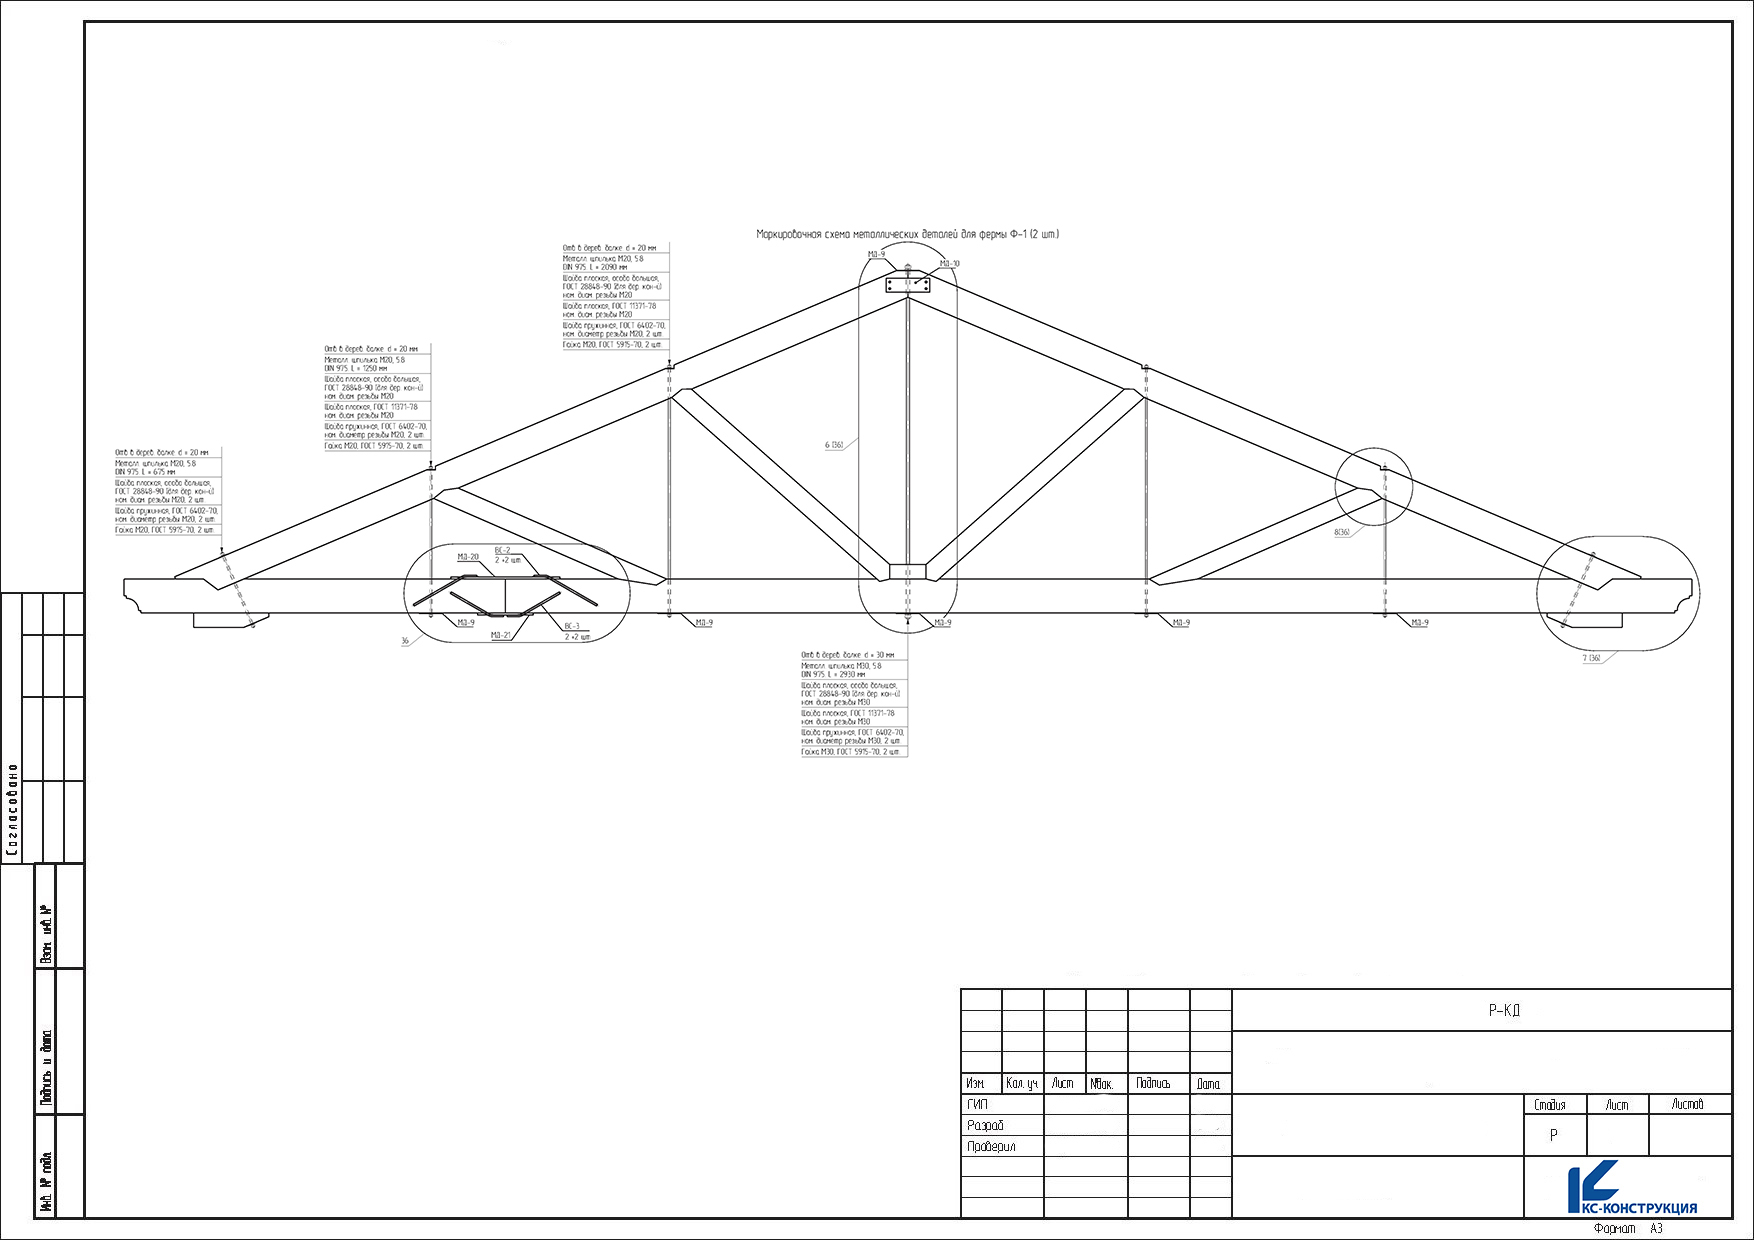 Маркировочная схема металлических деталей для фермы Ф-1 (2 шт.)
МД-9
МД-10
Отв в дерев. балке d = 20 мм
Металл. шпилька М20, 5.8
DIN 975. L = 2090 мм
Шайба плоская, особо большая,
ГОСТ 28848-90 (для дер. кон-й)
ном. диам. резьбы М20
Шайба плоская, ГОСТ 11371-78
ном. диам. резьбы М20
Шайба пружинная, ГОСТ 6402-70,
ном. диаметр резьбы М20, 2 шт.
Гайка М20, ГОСТ 5915-70, 2 шт.
Отв в дерев. балке d = 20 мм
Металл. шпилька М20, 5.8
DIN 975. L = 1250 мм
Шайба плоская, особо большая,
ГОСТ 28848-90 (для дер. кон-й)
ном. диам. резьбы М20
Шайба плоская, ГОСТ 11371-78
ном. диам. резьбы М20
Шайба пружинная, ГОСТ 6402-70,
ном. диаметр резьбы М20, 2 шт.
Гайка М20, ГОСТ 5915-70, 2 шт.
Отв в дерев. балке d = 20 мм
Металл. шпилька М20, 5.8
DIN 975. L = 675 мм
Шайба плоская, особо большая,
ГОСТ 28848-90 (для дер. кон-й)
ном. диам. резьбы М20, 2 шт.
Шайба пружинная, ГОСТ 6402-70,
ном. диаметр резьбы М20, 2 шт.
Гайка М20, ГОСТ 5915-70, 2 шт.
6 (36)
8(36)
МД-20
ВС-2
2 +2 шт.
МД-9
МД-21
ВС-3
2 +2 шт.
36
МД-9
МД-9
МД-9
МД-9
7 (36)
Отв в дерев. балке d = 30 мм
Металл. шпилька М30, 5.8
DIN 975. L = 2930 мм
Шайба плоская, особо большая,
ГОСТ 28848-90 (для дер. кон-й)
ном. диам. резьбы М30
Шайба плоская, ГОСТ 11371-78
ном. диам. резьбы М30
Шайба пружинная, ГОСТ 6402-70,
ном. диаметр резьбы М30, 2 шт.
Гайка М30, ГОСТ 5915-70, 2 шт.
Согласовано
Взам. инв. №
Подпись и дата
Инв. № подл.
Р-КД
Изм. Кол. уч Лист №док. Подпись Дата
ГИП
Разраб
Проверил
Стадия Лист Листов
Р
КС-КОНСТРУКЦИЯ
Формат А3